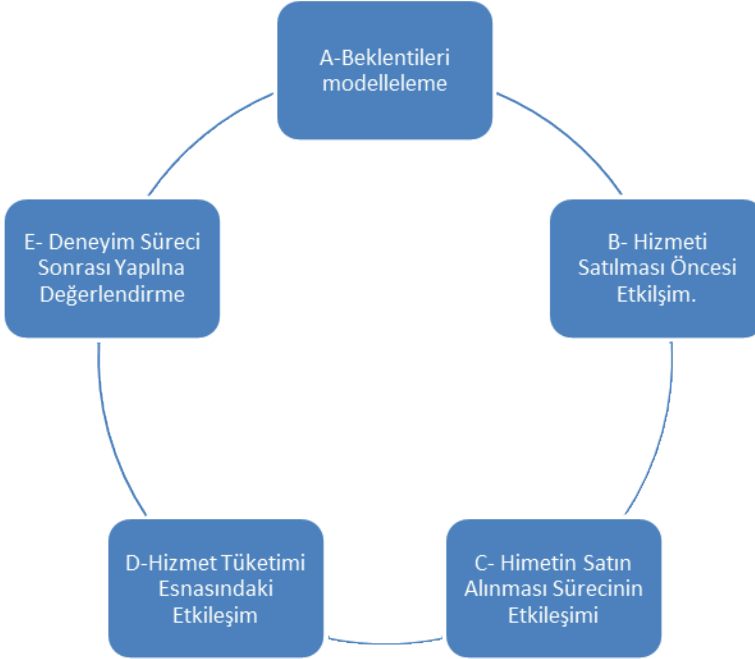 A-Beklentileri
modelleleme
B- Hizmeti
Satılması Öncesi
Etkilşim.
C- Himetin Satın
Alınması Sürecinin
Etkileşimi
D-Hizmet Tüketimi
Esnasındaki
Etkileşim
E- Deneyim Süreci
Sonrası Yapılna
Değerlendirme